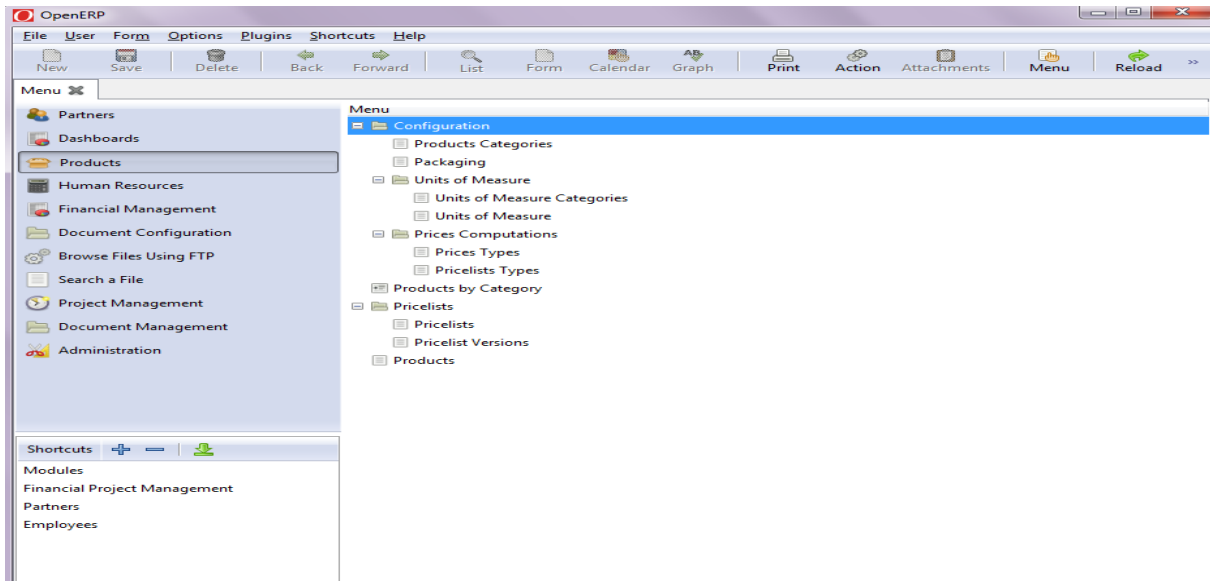 OpenERP
File User Form Options Plugins Shortcuts Help
New Save Delete Back Forward List Form Calendar Graph Print Action Attachments Menu Reload »
Menu
Partners
Dashboards
Products
Human Resources
Financial Management
Document Configuration
Browse Files Using FTP
Search a File
Project Management
Document Management
Administration
Shortcuts
Modules
Financial Project Management
Partners
Employees
Menu
Configuration
Products Categories
Packaging
Units of Measure
Units of Measure Categories
Units of Measure
Prices Computations
Prices Types
Pricelists Types
Products by Category
Pricelists
Pricelists
Pricelist Versions
Products